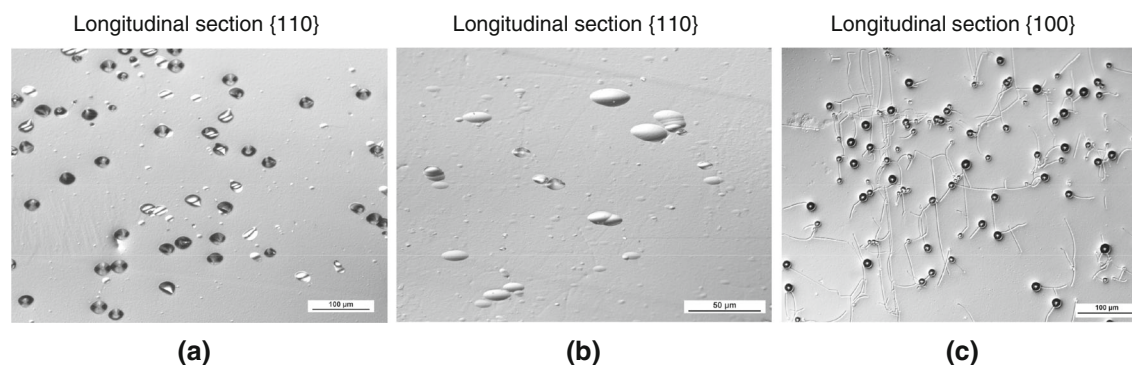 Longitudinal section {110}
Longitudinal section {110}
Longitudinal section {100}
100 µm
50 µm
100 µm
(a)
(b)
(c)